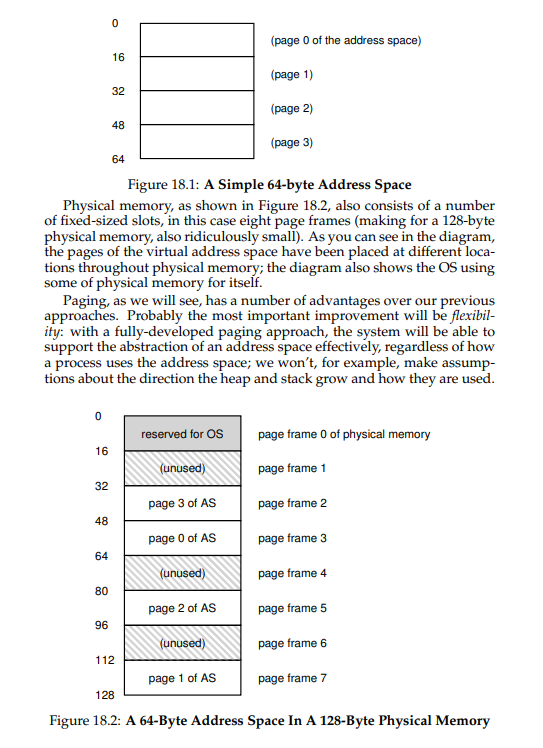 0
(page 0 of the address space)
16
(page 1)
32
(page 2)
48
(page 3)
64
Figure 18.1: A Simple 64-byte Address Space
Physical memory, as shown in Figure 18.2, also consists of a number
of fixed-sized slots, in this case eight page frames (making for a 128-byte
physical memory, also ridiculously small). As you can see in the diagram,
the pages of the virtual address space have been placed at different loca-
tions throughout physical memory; the diagram also shows the OS using
some of physical memory for itself.
Paging, as we will see, has a number of advantages over our previous
approaches. Probably the most important improvement will be flexibil-
ity: with a fully-developed paging approach, the system will be able to
support the abstraction of an address space effectively, regardless of how
a process uses the address space; we won't, for example, make assump-
tions about the direction the heap and stack grow and how they are used.
0
reserved for OS page frame 0 of physical memory
16
(unused) page frame 1
32
page 3 of AS page frame 2
48
page 0 of AS page frame 3
64
(unused) page frame 4
80
page 2 of AS page frame 5
96
(unused) page frame 6
112
page 1 of AS page frame 7
128
Figure 18.2: A 64-Byte Address Space In A 128-Byte Physical Memory